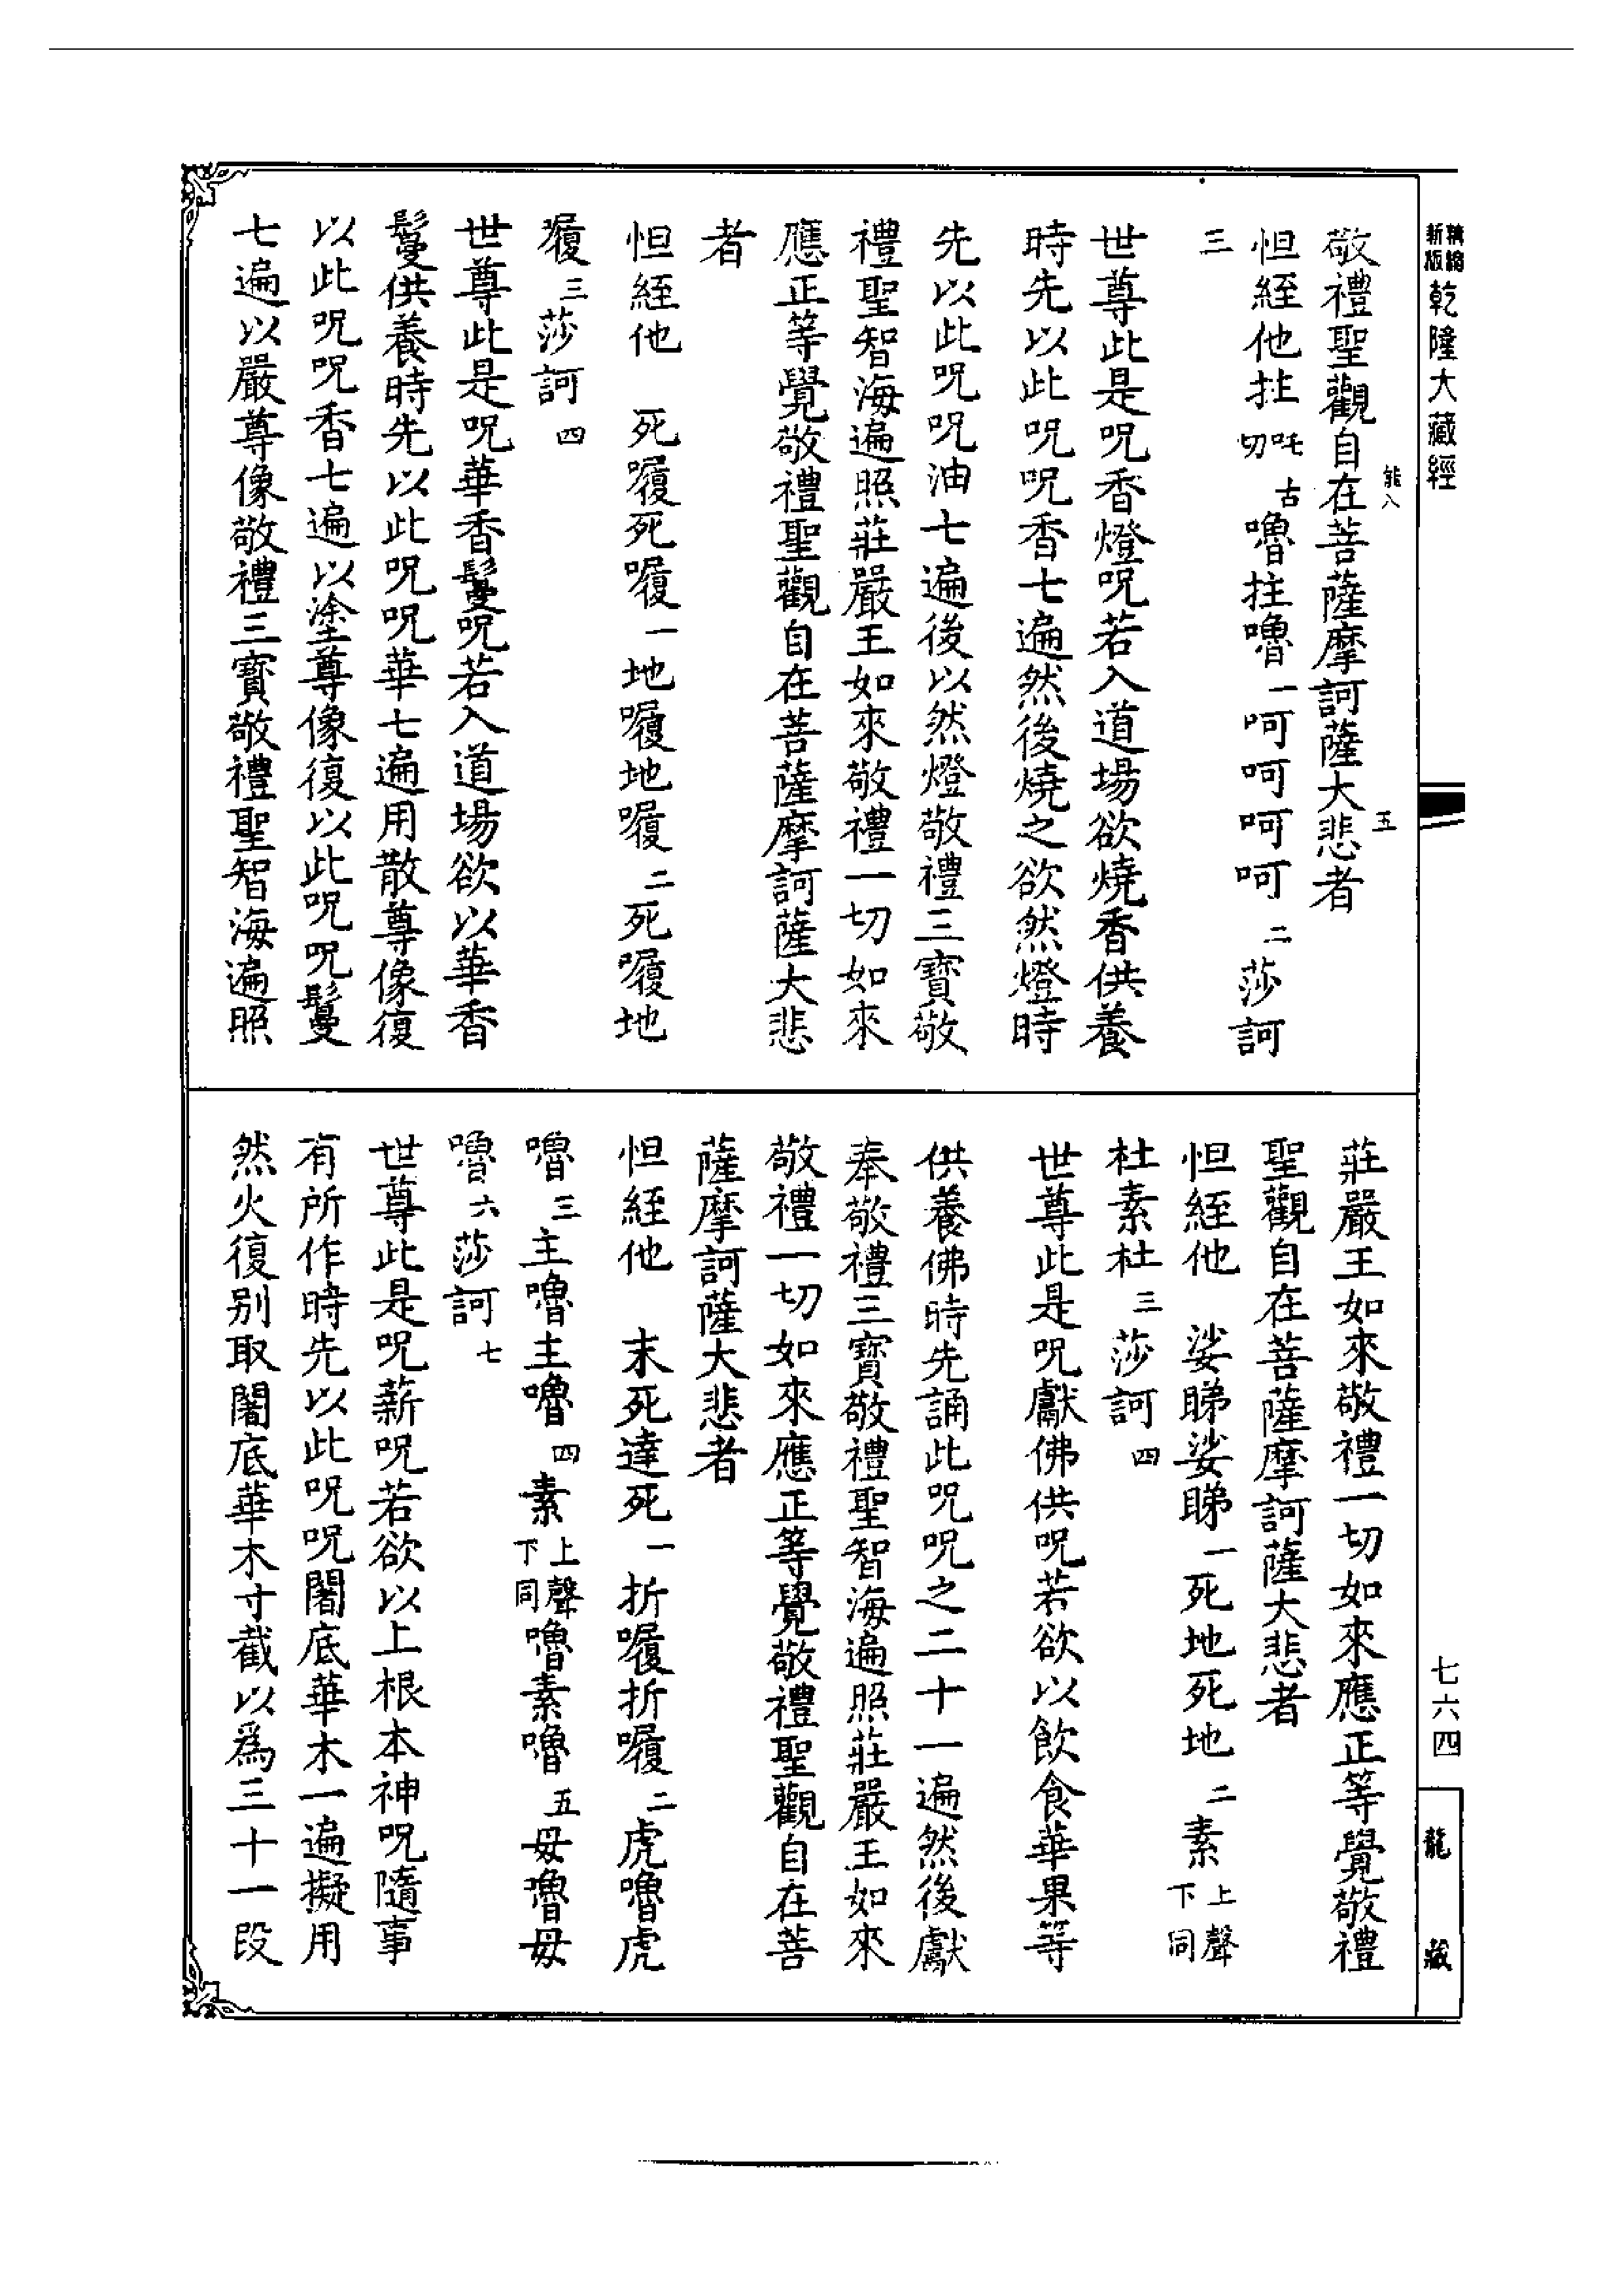 精縮
新版
乾隆大藏經
能八
五
敬禮聖觀自在菩薩摩訶薩大悲者
怛絰他拄吒古切嚕拄嚕一呵呵呵呵二莎訶
三
世尊此是呪香燈呪若入道場欲燒香供養
時先以此呪呪香七遍然後燒之欲然燈時
先以此呪呪油七遍後以然燈敬禮三寶敬
禮聖智海遍照莊嚴王如來敬禮一切如來
應正等覺敬禮聖觀自在菩薩摩訶薩大悲
者
怛絰他 死㘑死㘑一地㘑地㘑二死㘑地
㘑三莎訶四
世尊此是呪華香鬘呪若入道場欲以華香
鬘供養時先以此呪呪華七遍用散尊像復
以此呪呪香七遍以塗尊像復以此呪呪鬘
七遍以嚴尊像敬禮三寶敬禮聖智海遍照
莊嚴王如來敬禮一切如來應正等覺敬禮
聖觀自在菩薩摩訶薩大悲者
怛絰他 娑睇娑睇一死地死地二素上聲下同
杜素杜三莎訶四
世尊此是呪獻佛供呪若欲以飲食華果等
供養佛時先誦此呪呪之二十一遍然後獻
奉敬禮三寶敬禮聖智海遍照莊嚴王如來
敬禮一切如來應正等覺敬禮聖觀自在菩
薩摩訶薩大悲者
怛絰他 末死達死一折㘑折㘑二虎嚕虎
嚕三主嚕主嚕四素上聲下同嚕素嚕五毋嚕毋
嚕六莎訶七
世尊此是呪薪呪若欲以上根本神呪隨事
有所作時先以此呪呪闍底華木一遍擬用
然火復別取闍底華木寸截以為三十一段
七六四
龍藏